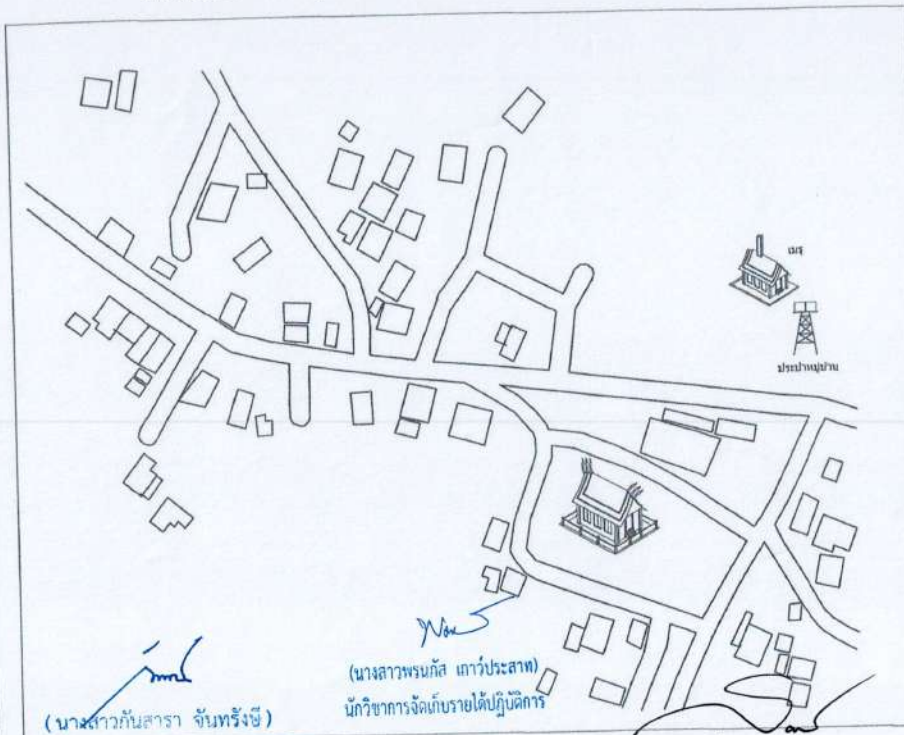 เมรุ
ประปาหมู่บ้าน
(นางสาวพรนภัส เถาว์ประสาท)
นักวิชาการจัดเก็บรายได้ปฏิบัติการ
(นางสาวกันสารา จันทรังษี)